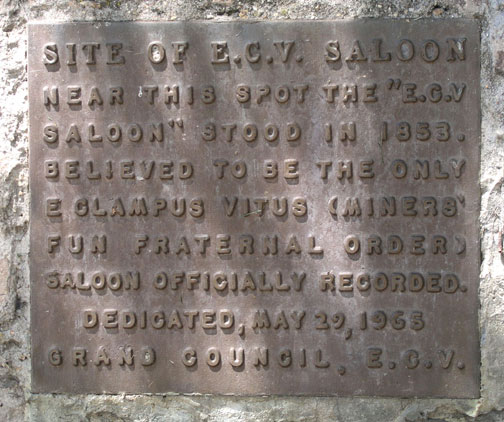 SITE OF E.C.V. SALOON
NEAR THIS SPOT THE "E.C.V
SALOON" STOOD IN 1853.
BELIEVED TO BE THE ONLY
E CLAMPUS VITUS (MINERS'
FUN FRATERNAL ORDER)
SALOON OFFICIALLY RECORDED.
DEDICATED, MAY 29, 1965
GRAND COUNCIL, E.C.V.